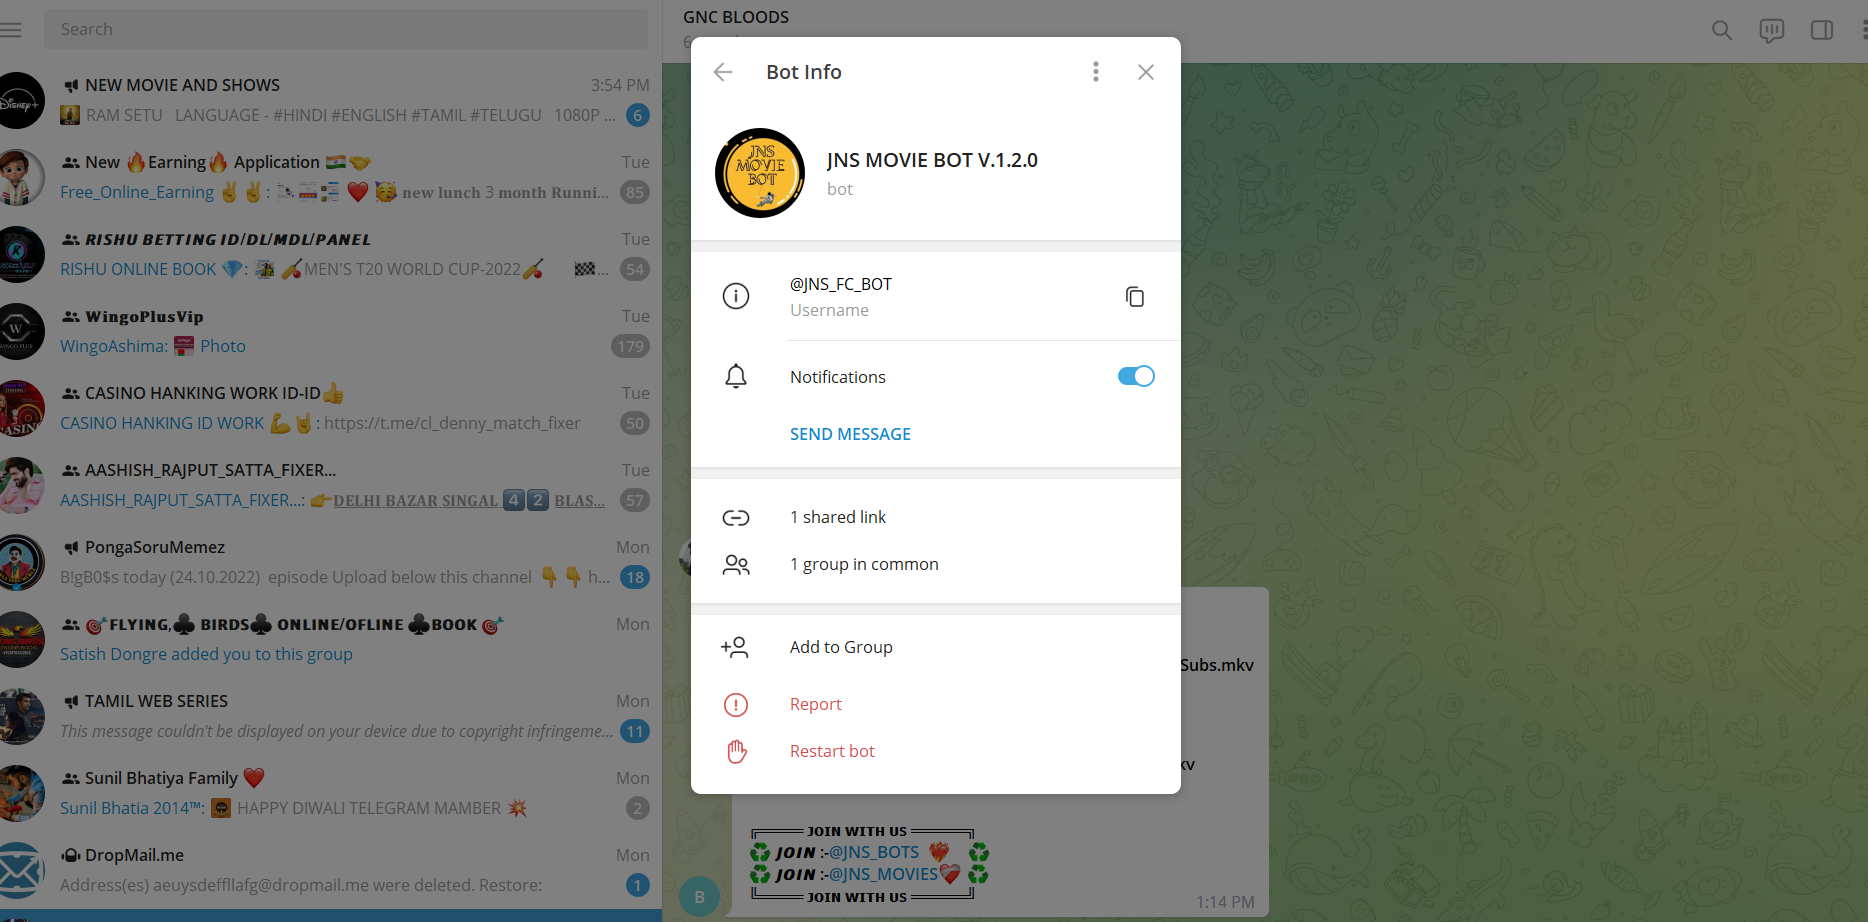 Search
NEW MOVIE AND SHOWS
3:54 PM
RAM SETU LANGUAGE - #HINDI #ENGLISH #TAMIL #TELUGU 1080P ...
6
New 🔥Earning🔥 Application 🇮🇳🤝
Tue
Free_Online_Earning ✌✌: ❤️ 🥳 new lunch 3 month Runni...
85
RISHU BETTING ID/DL/MDL/PANEL
Tue
RISHU ONLINE BOOK 💎: 🏏MEN'S T20 WORLD CUP-2022🏏 🏁...
54
WingoPlusVip
Tue
WingoAshima: Photo
179
CASINO HANKING WORK ID-ID👍
Tue
CASINO HANKING ID WORK 💪🤘: https://t.me/cl_denny_match_fixer
50
AASHISH_RAJPUT_SATTA_FIXER...
Tue
AASHISH_RAJPUT_SATTA_FIXER...: 👉DELHI BAZAR SINGAL 4️⃣2️⃣ BLAS...
57
PongaSoruMemez
Mon
B!gB0$s today (24.10.2022) episode Upload below this channel 👇👇 h...
18
🎯FLYING,♣ BIRDS♣ ONLINE/OFLINE ♣BOOK🎯
Mon
Satish Dongre added you to this group
TAMIL WEB SERIES
Mon
This message couldn't be displayed on your device due to copyright infringeme...
11
Sunil Bhatiya Family ❤️
Mon
Sunil Bhatia 2014™: HAPPY DIWALI TELEGRAM MAMBER 💥
2
DropMail.me
Mon
Address(es) aeuysdeffllafg@dropmail.me were deleted. Restore:
1
GNC BLOODS
Bot Info
JNS MOVIE BOT
JNS MOVIE BOT V.1.2.0
bot
@JNS_FC_BOT
Username
Notifications
SEND MESSAGE
1 shared link
1 group in common
Add to Group
Report
Restart bot
Subs.mkv
JOIN WITH US
♻️ JOIN :-@JNS_BOTS ❤️‍🔥 ♻️
♻️ JOIN :-@JNS_MOVIES❤️‍🩹 ♻️
JOIN WITH US
B
1:14 PM